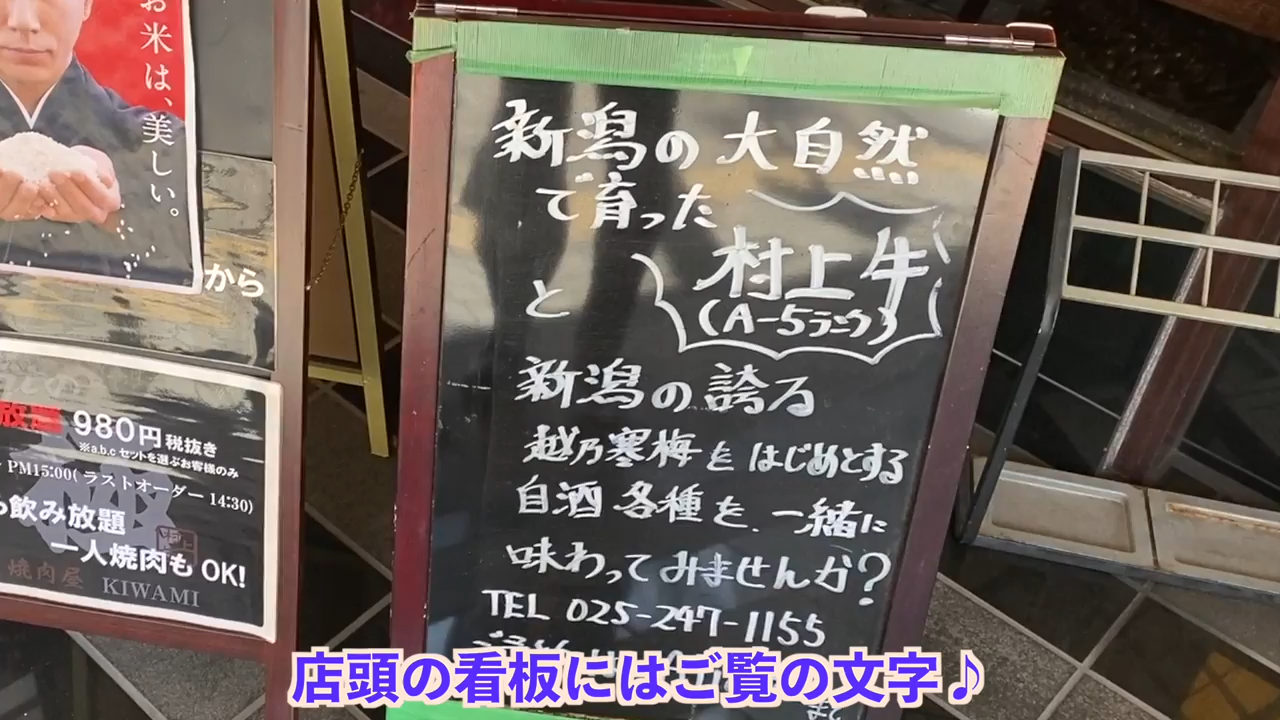 お米は、美しい。
から
980円 税抜き
※a.b.c セットを選ぶお客様のみ
PM15:00( ラストオーダー 14:30)
飲み放題
一人焼肉も OK!
焼肉屋 KIWAMI
新潟の大自然
で育った
村上牛
と
(A-5ランク)
新潟の誇る
越乃寒梅をはじめとする
自酒各種を、一緒に
味わってみませんか?
TEL 025-247-1155
店頭の看板にはご覧の文字♪